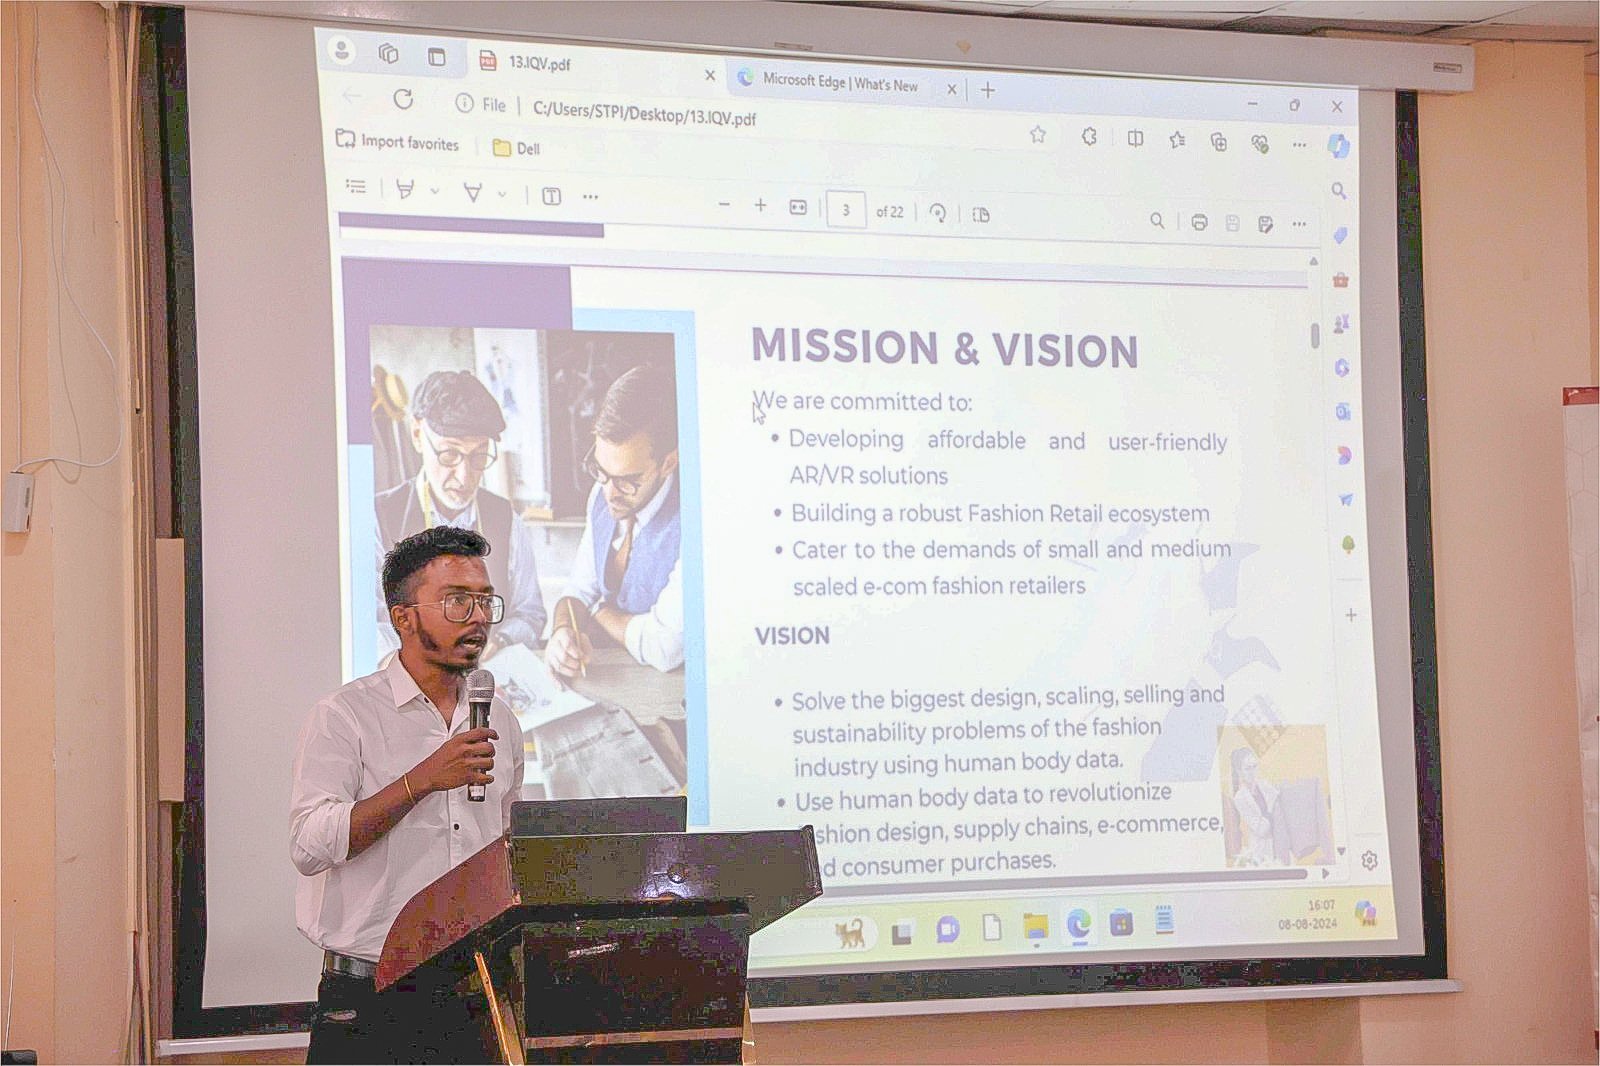 13.IQV.pdf
Microsoft Edge | What's New
File
C:/Users/STPI/Desktop/13.IQV.pdf
Import favorites
Dell
3
of 22
MISSION & VISION
We are committed to:
• Developing affordable and user-friendly
AR/VR solutions
• Building a robust Fashion Retail ecosystem
• Cater to the demands of small and medium
scaled e-com fashion retailers
VISION
• Solve the biggest design, scaling, selling and
sustainability problems of the fashion
industry using human body data.
• Use human body data to revolutionize
shion design, supply chains, e-commerce,
d consumer purchases.
16:07
08-08-2024